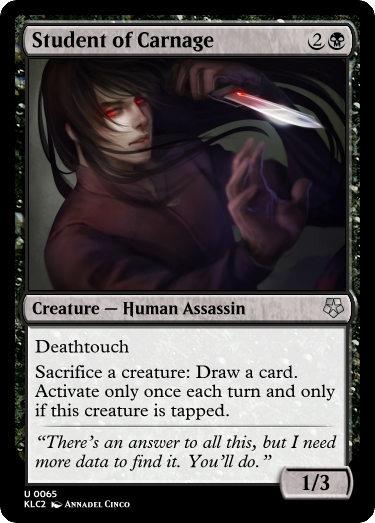 Student of Carnage 2
Creature — Human Assassin
Deathtouch
Sacrifice a creature: Draw a card.
Activate only once each turn and only
if this creature is tapped.
“There’s an answer to all this, but I need
more data to find it. You’ll do.”
1/3
U 0065
KLC2 Annadel Cinco